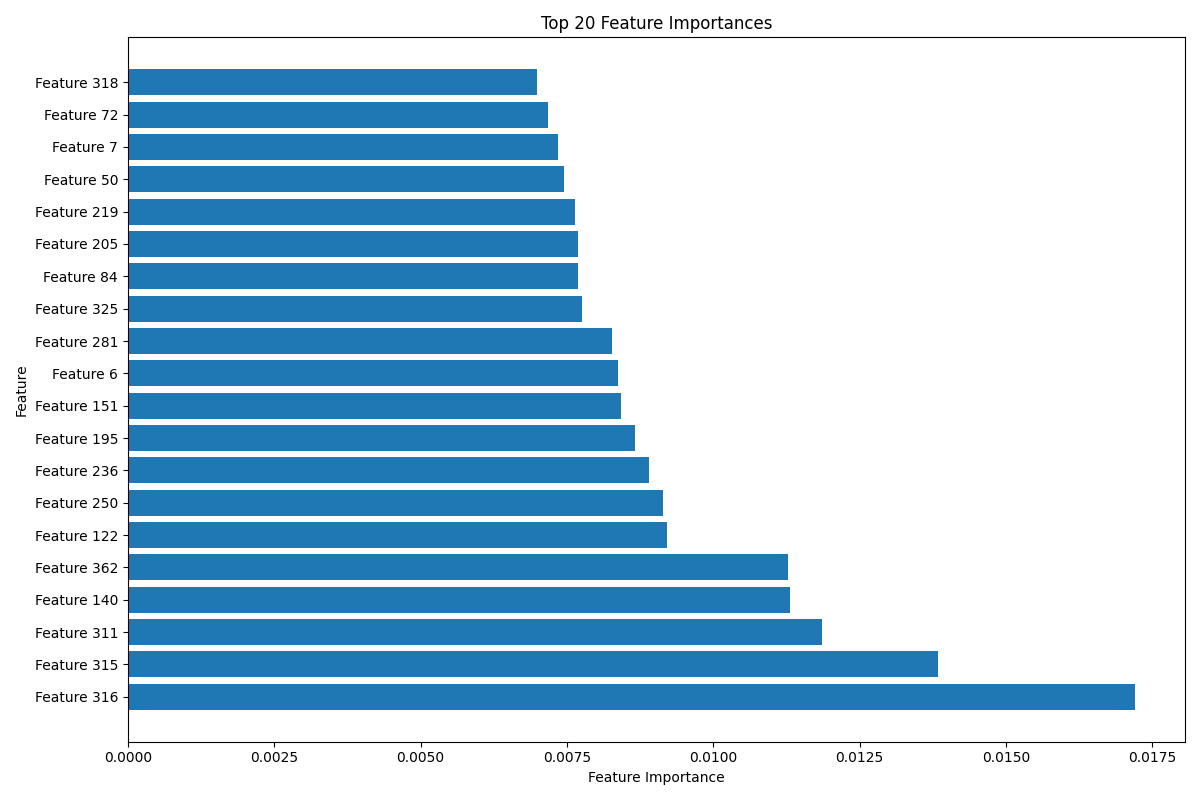 Top 20 Feature Importances
Feature 318
Feature 72
Feature 7
Feature 50
Feature 219
Feature 205
Feature 84
Feature 325
Feature 281
Feature 6
Feature 151
Feature 195
Feature 236
Feature 250
Feature 122
Feature 362
Feature 140
Feature 311
Feature 315
Feature 316
Feature
0.0000 0.0025 0.0050 0.0075 0.0100 0.0125 0.0150 0.0175
Feature Importance